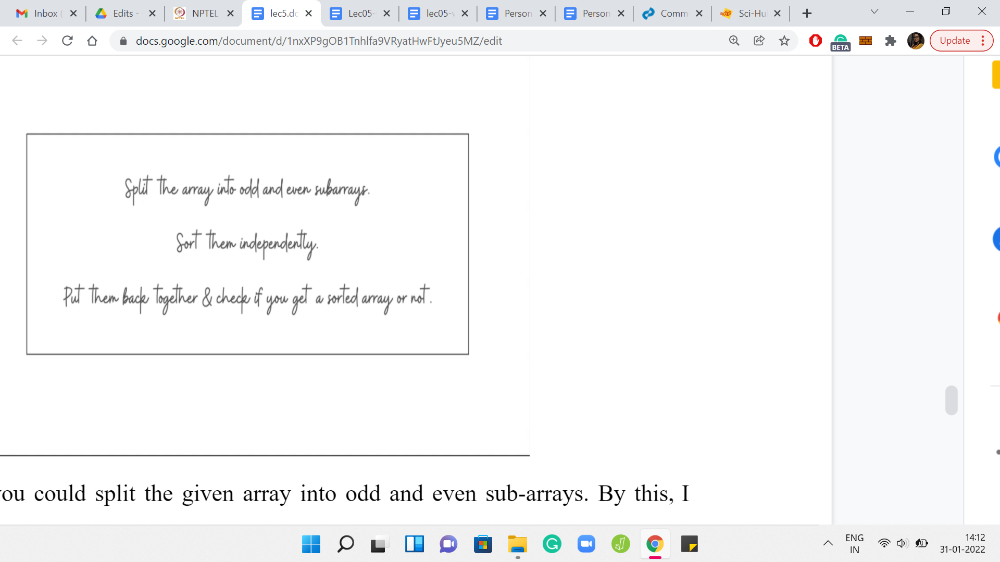 Inbox (
Edits -
NPTEL
lec5.dc
Lec05-
lec05-v
Person
Person
Comm
Sci-Hu
docs.google.com/document/d/1nxXP9gOB1Tnhlfa9VRyatHwFtJyeu5MZ/edit
BETA
Update
Split the array into odd and even subarrays.
Sort them independently.
Put them back together & check if you get a sorted array or not.
you could split the given array into odd and even sub-arrays. By this, I
ENG
IN
14:12
31-01-2022